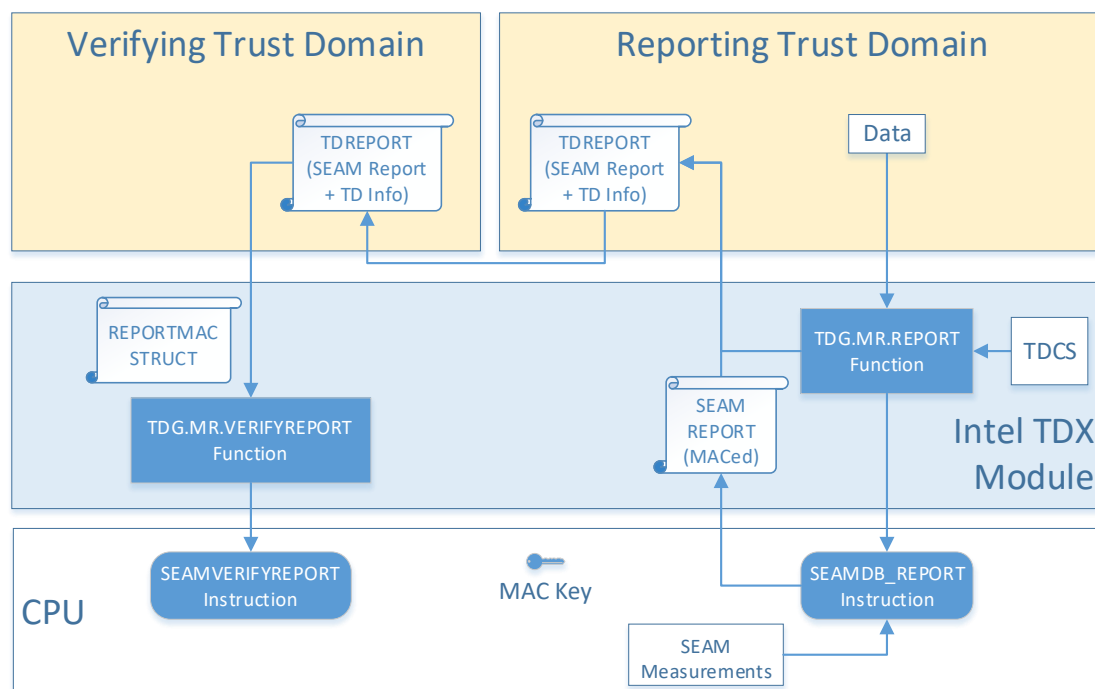 Verifying Trust Domain
Reporting Trust Domain
TDREPORT
(SEAM Report
+ TD Info)
TDREPORT
(SEAM Report
+ TD Info)
Data
REPORTMAC
STRUCT
TDG.MR.REPORT
Function
TDCS
TDG.MR.VERIFYREPORT
Function
SEAM
REPORT
(MACed)
Intel TDX
Module
SEAMVERIFYREPORT
Instruction
MAC Key
SEAMDB_REPORT
Instruction
CPU
SEAM
Measurements